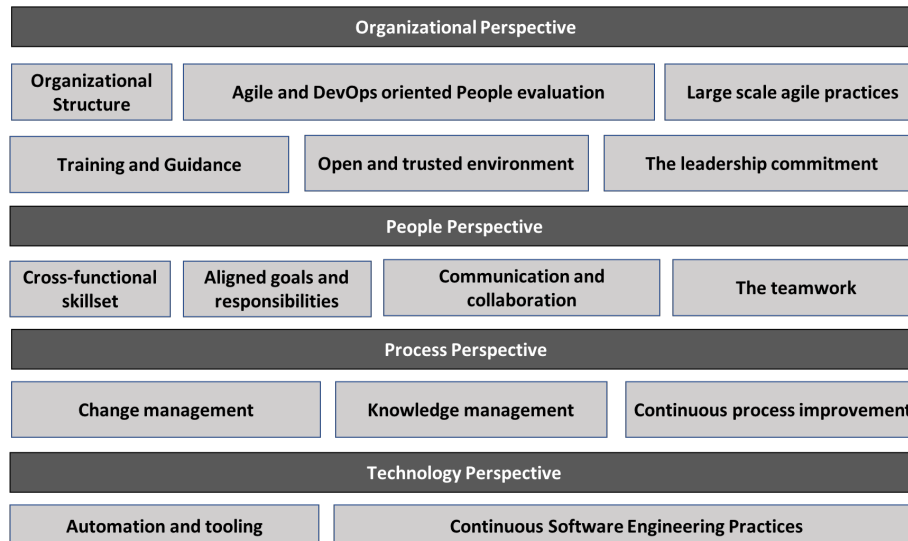 Organizational Perspective
Organizational
Structure
Agile and DevOps oriented People evaluation
Large scale agile practices
Training and Guidance
Open and trusted environment
The leadership commitment
People Perspective
Cross-functional
skillset
Aligned goals and
responsibilities
Communication and
collaboration
The teamwork
Process Perspective
Change management
Knowledge management
Continuous process improvement
Technology Perspective
Automation and tooling
Continuous Software Engineering Practices